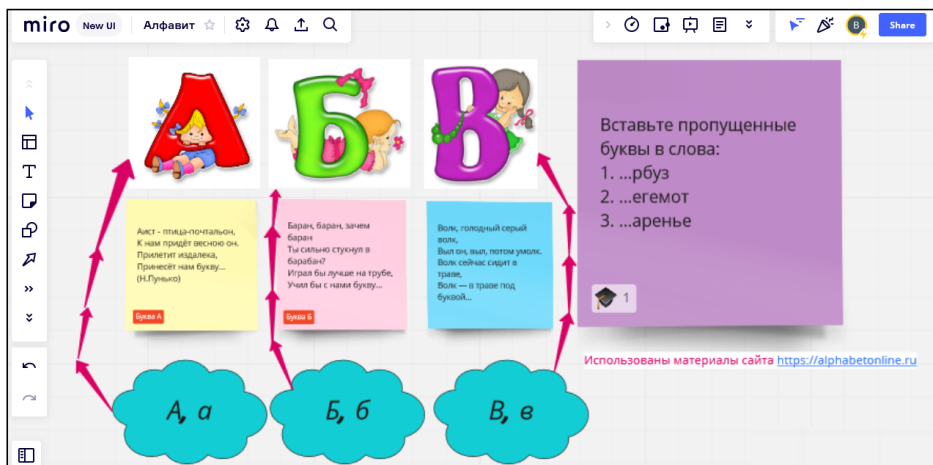 miro New UI Алфавит
B Share
А
Б
В
Вставьте пропущенные
буквы в слова:
1. ...рбуз
2. ...егемот
3. ...аренье
1
Аист - птица-почтальон,
К нам придёт весною он.
Прилетит издалека,
Принесёт нам букву...
(Н.Пунько)
Буква А
Баран, баран, зачем
баран
Ты сильно стукнул в
барабан?
Играл бы лучше на трубе,
Учил бы с нами букву...
Буква Б
Волк, голодный серый
волк,
Выл он, выл, потом умолк.
Волк сейчас сидит в
траве,
Волк — в траве под
буквой...
Использованы материалы сайта https://alphabetonline.ru
А, а
Б, б
В, в